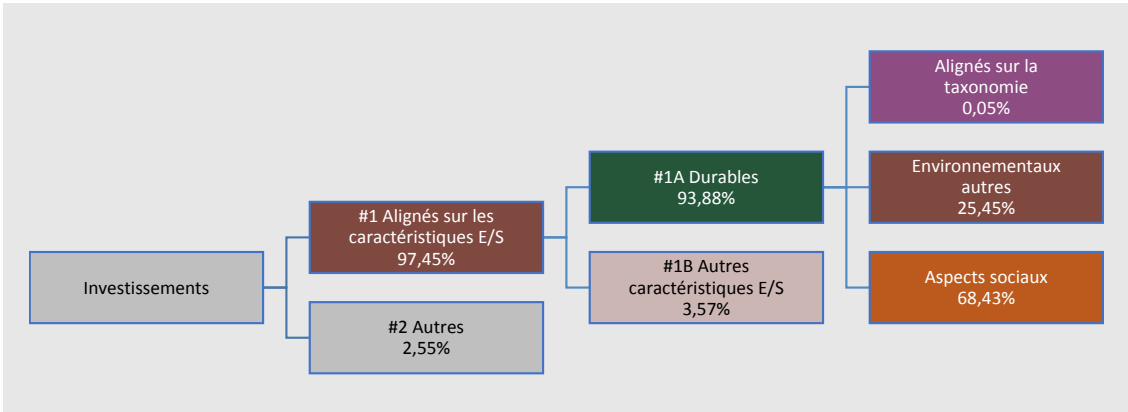 Investissements
#1 Alignés sur les
caractéristiques E/S
97,45%
#2 Autres
2,55%
#1A Durables
93,88%
#1B Autres
caractéristiques E/S
3,57%
Alignés sur la
taxonomie
0,05%
Environnementaux
autres
25,45%
Aspects sociaux
68,43%